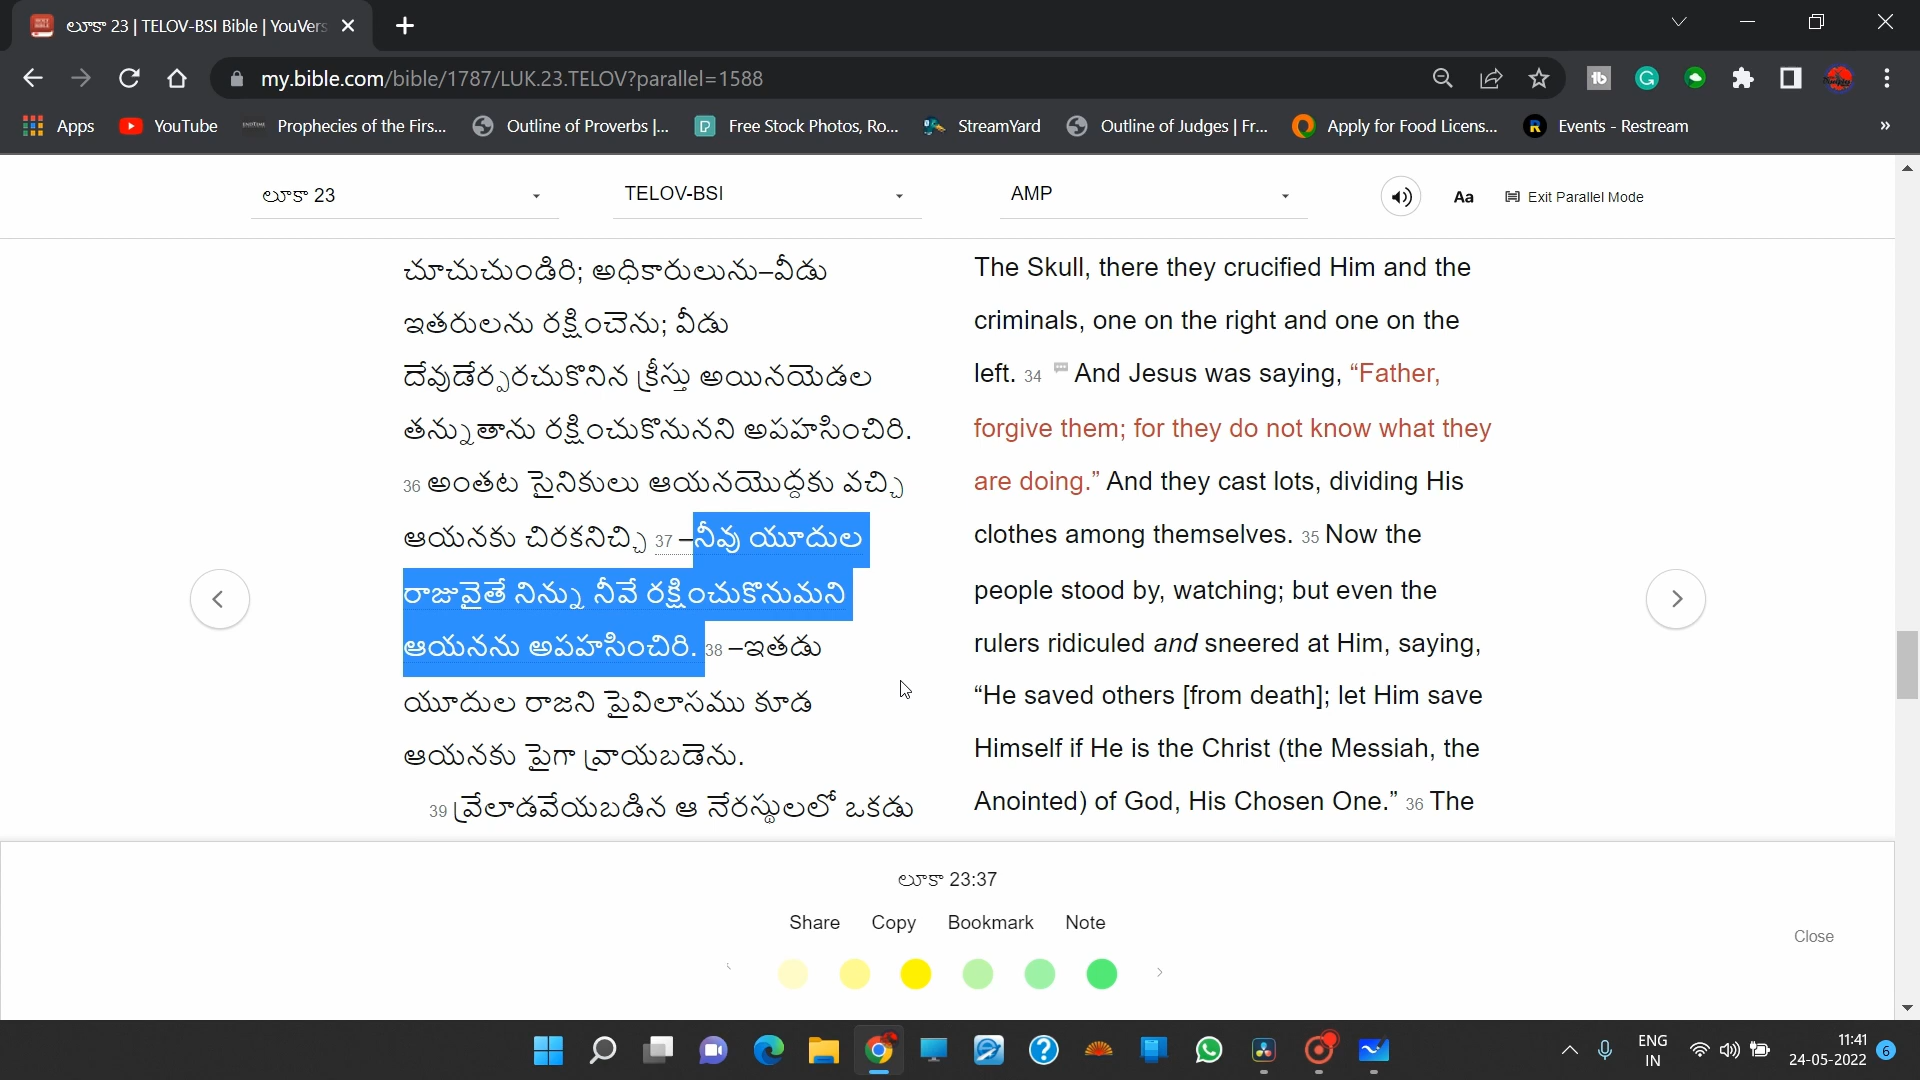 లూకా 23 | TELOV-BSI Bible | YouVers
my.bible.com/bible/1787/LUK.23.TELOV?parallel=1588
Apps
YouTube
Prophecies of the Firs...
Outline of Proverbs |...
Free Stock Photos, Ro...
StreamYard
Outline of Judges | Fr...
Apply for Food Licens...
Events - Restream
లూకా 23
TELOV-BSI
AMP
Aa
Exit Parallel Mode
చూచుచుండిరి; అధికారులును–వీడు
ఇతరులను రక్షించెను; వీడు
దేవుడేర్పరచుకొనిన క్రీస్తు అయినయెడల
తన్నుతాను రక్షించుకొనునని అపహసించిరి.
36 అంతట సైనికులు ఆయనయొద్దకు వచ్చి
ఆయనకు చిరకనిచ్చి 37 –నీవు యూదుల
రాజువైతే నిన్ను నీవే రక్షించుకొనుమని
ఆయనను అపహసించిరి. 38 –ఇతడు
యూదుల రాజని పైవిలాసము కూడ
ఆయనకు పైగా వ్రాయబడెను.
39 వ్రేలాడవేయబడిన ఆ నేరస్థులలో ఒకడు
The Skull, there they crucified Him and the
criminals, one on the right and one on the
left. 34 And Jesus was saying, “Father,
forgive them; for they do not know what they
are doing.” And they cast lots, dividing His
clothes among themselves. 35 Now the
people stood by, watching; but even the
rulers ridiculed and sneered at Him, saying,
“He saved others [from death]; let Him save
Himself if He is the Christ (the Messiah, the
Anointed) of God, His Chosen One.” 36 The
లూకా 23:37
Share Copy Bookmark Note
Close
ENG
IN
11:41
24-05-2022
6